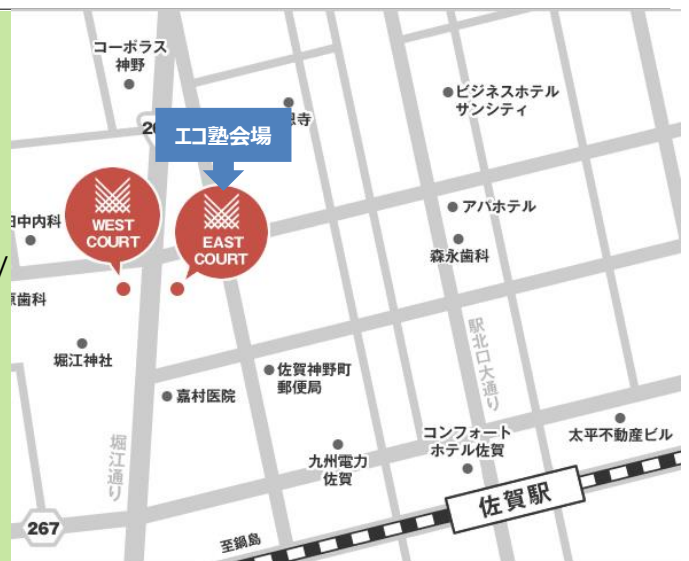 コーポラス
神野
ビジネスホテル
サンシティ
寺
エコ塾会場
WEST
COURT
EAST
COURT
中内科
アパホテル
森永歯科
歯科
堀江神社
佐賀神野町
郵便局
嘉村医院
駅北口大通り
堀江通り
九州電力
佐賀
コンフォート
ホテル佐賀
太平不動産ビル
佐賀駅
267
至鍋島